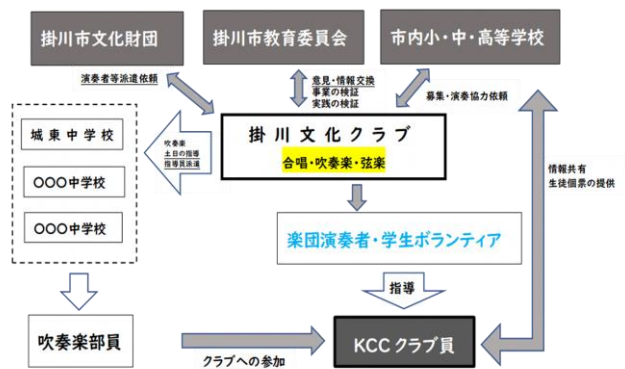 掛川市文化財団
掛川市教育委員会
市内小・中・高等学校
演奏者等派遣依頼
意見・情報交換
事業の検証
実践の検証
募集・演奏協力依頼
掛川文化クラブ
合唱・吹奏楽・弦楽
吹奏楽
土日の指導
指導員派遣
城東中学校
〇〇〇中学校
〇〇〇中学校
情報共有
生徒個票の提供
楽団演奏者・学生ボランティア
指導
吹奏楽部員
クラブへの参加
KCCクラブ員